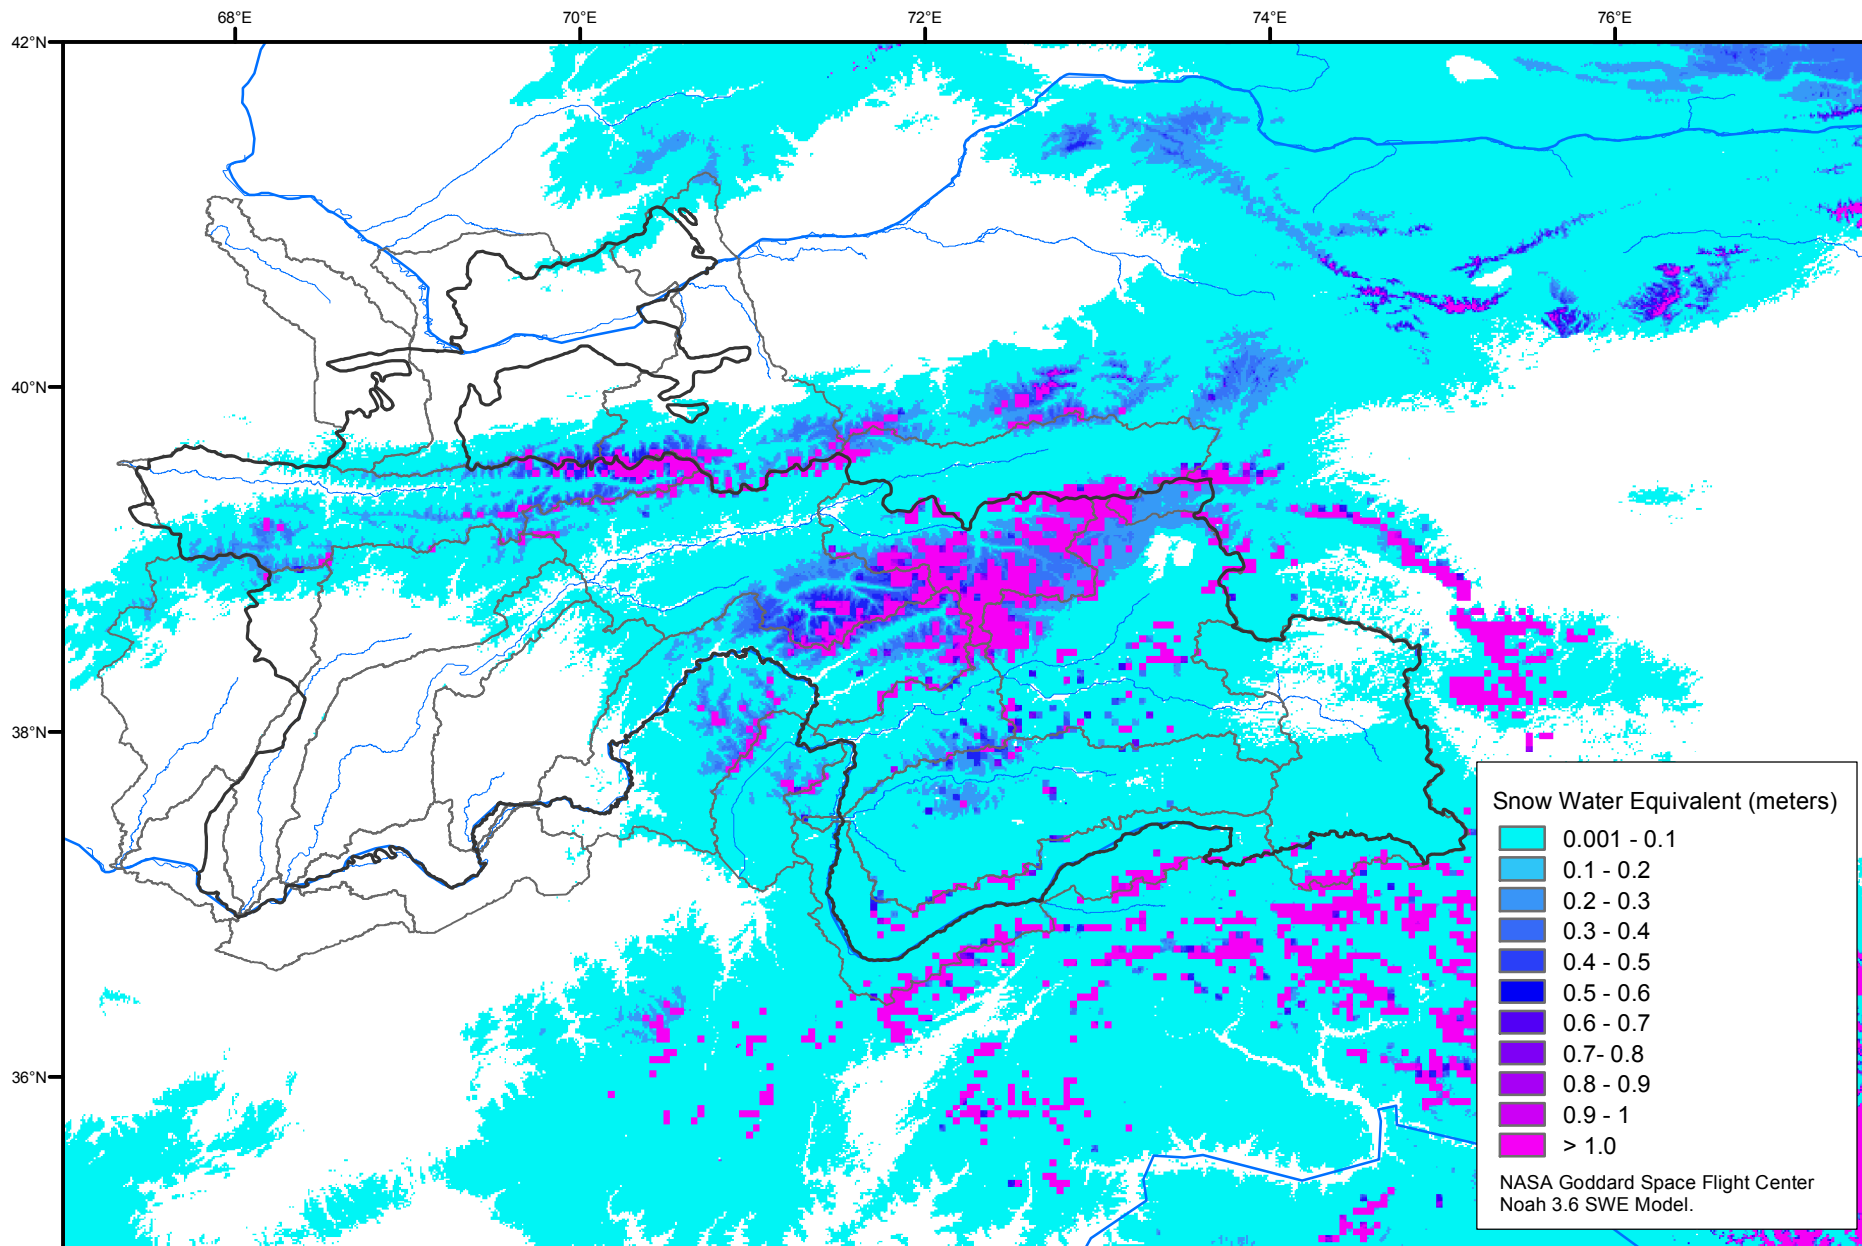 68°E 70°E 72°E 74°E 76°E
42°N
40°N
38°N
36°N
Snow Water Equivalent (meters)
0.001 - 0.1
0.1 - 0.2
0.2 - 0.3
0.3 - 0.4
0.4 - 0.5
0.5 - 0.6
0.6 - 0.7
0.7- 0.8
0.8 - 0.9
0.9 - 1
> 1.0
NASA Goddard Space Flight Center
Noah 3.6 SWE Model.